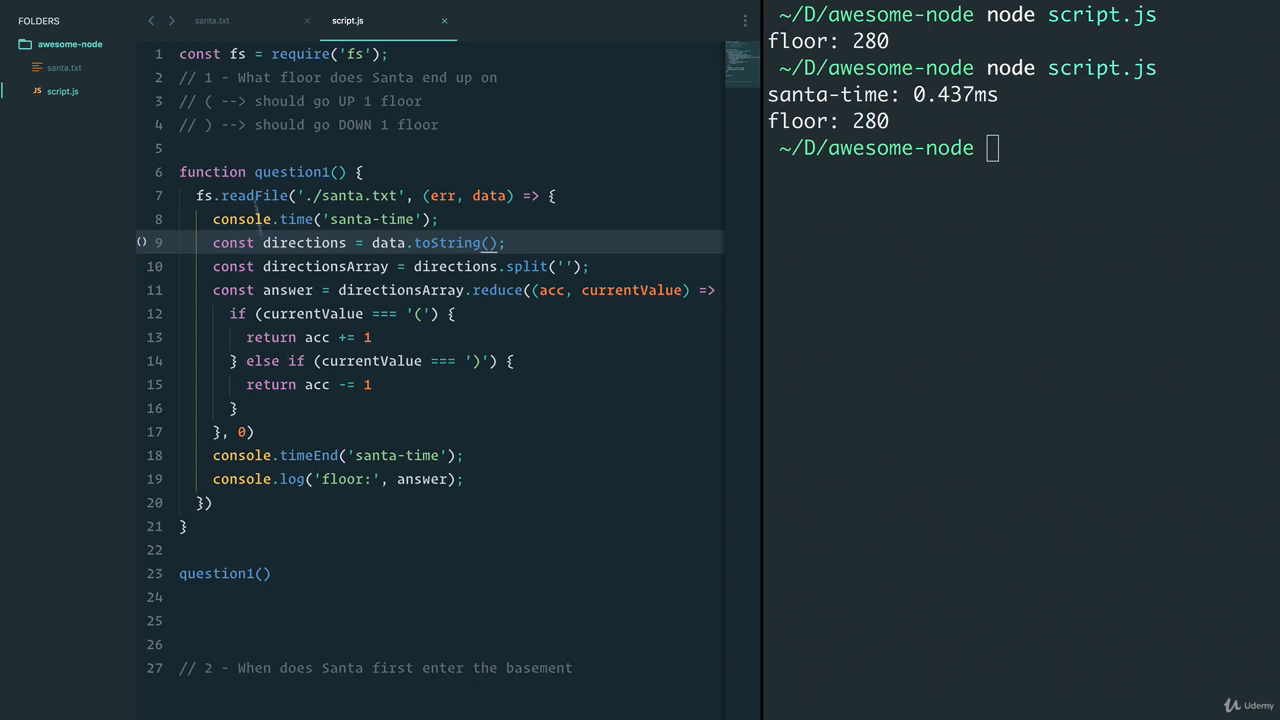 FOLDERS
awesome-node
santa.txt
JS script.js
santa.txt ×
script.js ×
1 const fs = require('fs');
2 // 1 - What floor does Santa end up on
3 // ( --> should go UP 1 floor
4 // ) --> should go DOWN 1 floor
5
6 function question1() {
7 fs.readFile('./santa.txt', (err, data) => {
8 console.time('santa-time');
() 9 const directions = data.toString();
10 const directionsArray = directions.split('');
11 const answer = directionsArray.reduce((acc, currentValue) =>
12 if (currentValue === '(') {
13 return acc += 1
14 } else if (currentValue === ')') {
15 return acc -= 1
16 }
17 }, 0)
18 console.timeEnd('santa-time');
19 console.log('floor:', answer);
20 })
21 }
22
23 question1()
24
25
26
27 // 2 - When does Santa first enter the basement
~/D/awesome-node node script.js
floor: 280
~/D/awesome-node node script.js
santa-time: 0.437ms
floor: 280
~/D/awesome-node
Udemy